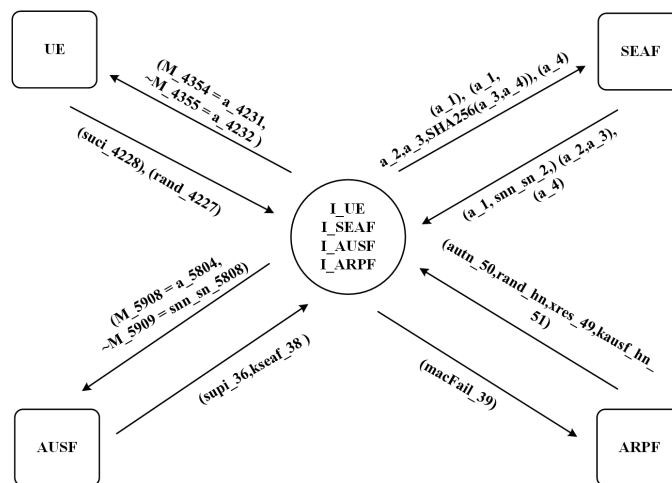 UE
SEAF
(M_4354 = a_4231,
~M_4355 = a_4232 )
(suci_4228), (rand_4227)
(a_1), (a_1,
a_2,a_3,SHA256(a_3,a_4)), (a_4)
(a_1, snn_sn_2,) (a_2,a_3),
(a_4)
I_UE
I_SEAF
I_AUSF
I_ARPF
(M_5908 = a_5804,
~M_5909 = snn_sn_5808)
(supi_36,kseaf_38 )
(autn_50,rand_hn,xres_49,kausf_hn_
51)
(macFail_39)
AUSF
ARPF